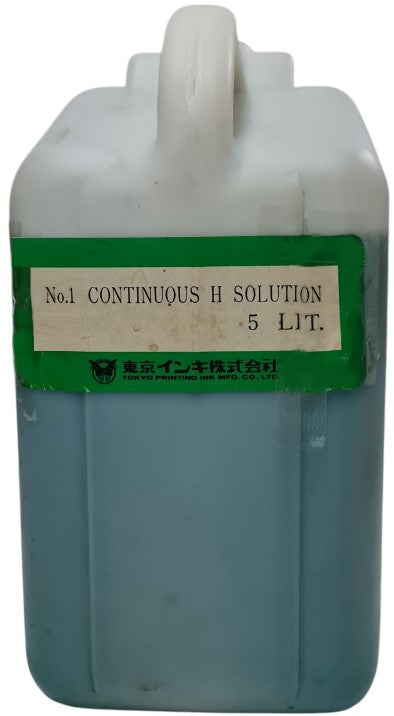 No.1 CONTINUQUS H SOLUTION
5 LIT.
東京インキ株式会社
TOKYO PRINTING INK MFG. CO., LTD.